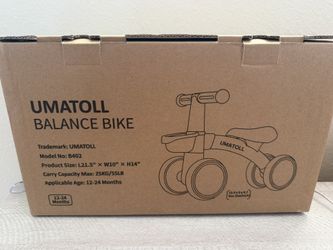 UMATOLL
BALANCE BIKE
Trademark: UMATOLL
Model No: B402
Product Size: L21.5" × W10" × H14"
Carry Capacity Max: 25KG/55LB
Applicable Age: 12-24 Months
12-24
Months
UMATOLL